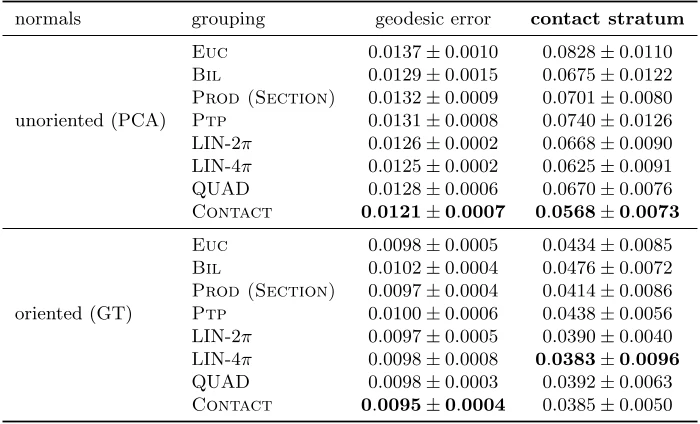 normals grouping geodesic error contact stratum
Euc 0.0137 ± 0.0010 0.0828 ± 0.0110
Bil 0.0129 ± 0.0015 0.0675 ± 0.0122
Prod (Section) 0.0132 ± 0.0009 0.0701 ± 0.0080
unoriented (PCA) Ptp 0.0131 ± 0.0008 0.0740 ± 0.0126
LIN-2π 0.0126 ± 0.0002 0.0668 ± 0.0090
LIN-4π 0.0125 ± 0.0002 0.0625 ± 0.0091
QUAD 0.0128 ± 0.0006 0.0670 ± 0.0076
Contact 0.0121 ± 0.0007 0.0568 ± 0.0073
Euc 0.0098 ± 0.0005 0.0434 ± 0.0085
Bil 0.0102 ± 0.0004 0.0476 ± 0.0072
Prod (Section) 0.0097 ± 0.0004 0.0414 ± 0.0086
oriented (GT) Ptp 0.0100 ± 0.0006 0.0438 ± 0.0056
LIN-2π 0.0097 ± 0.0005 0.0390 ± 0.0040
LIN-4π 0.0098 ± 0.0008 0.0383 ± 0.0096
QUAD 0.0098 ± 0.0003 0.0392 ± 0.0063
Contact 0.0095 ± 0.0004 0.0385 ± 0.0050